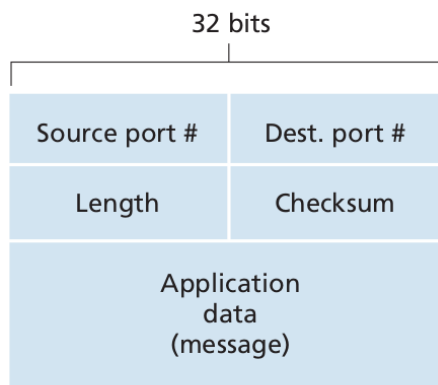 32 bits
Source port #
Dest. port #
Length
Checksum
Application
data
(message)